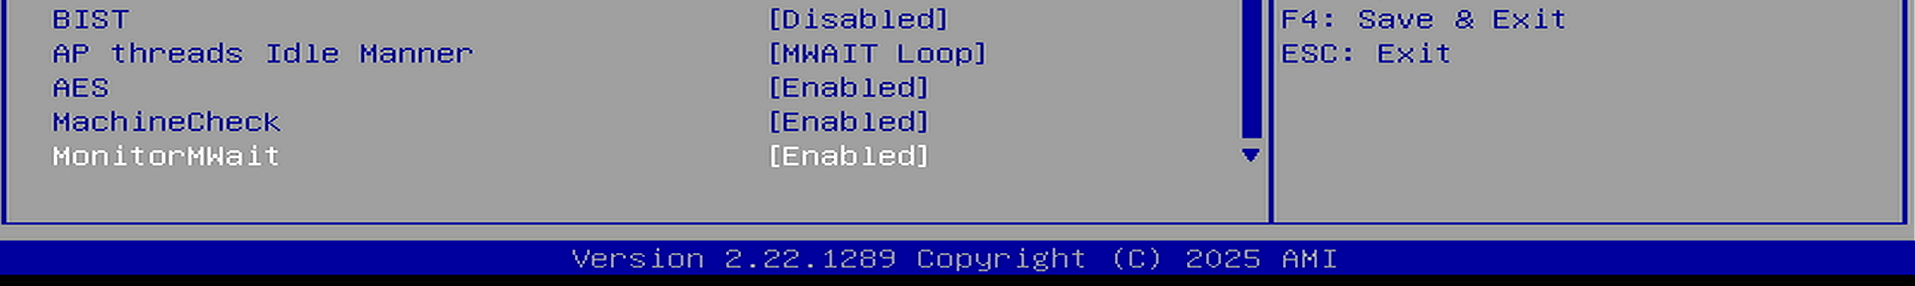 BIST [Disabled] F4: Save & Exit
AP threads Idle Manner [MWAIT Loop] ESC: Exit
AES [Enabled]
MachineCheck [Enabled]
MonitorMWait [Enabled]
Version 2.22.1289 Copyright (C) 2025 AMI